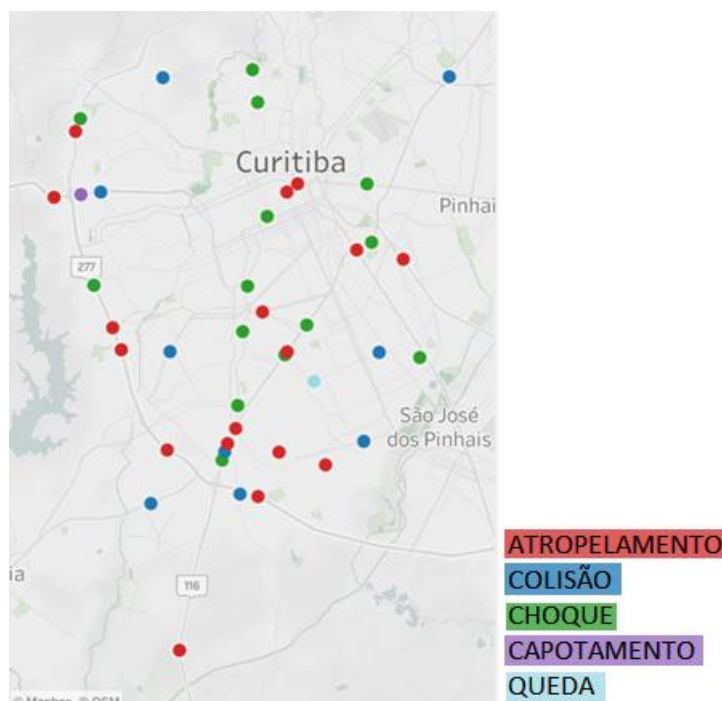 Curitiba
Pinhai
277
São José
dos Pinhais
ia
116
ATROPELAMENTO
COLISÃO
CHOQUE
CAPOTAMENTO
QUEDA